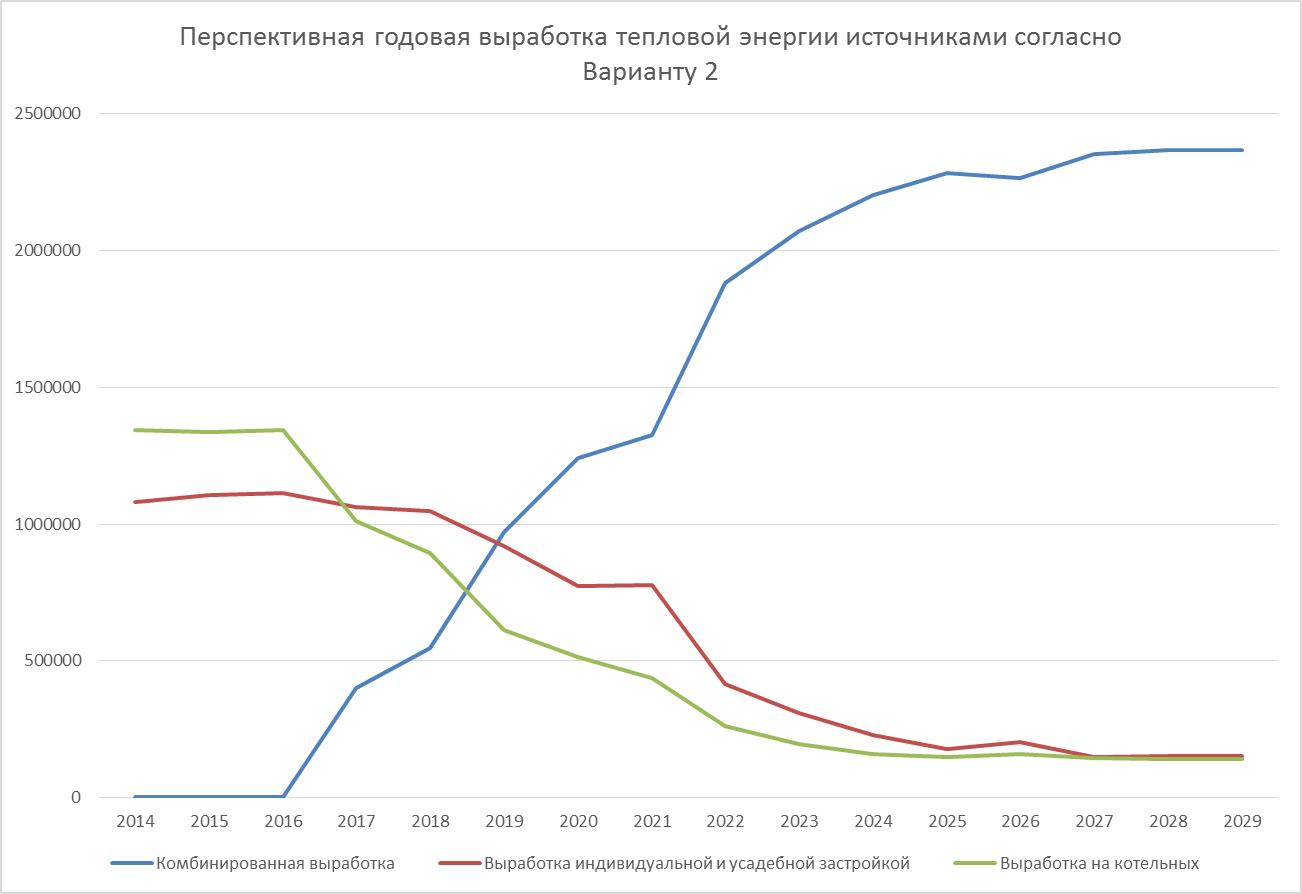 Перспективная годовая выработка тепловой энергии источниками согласно
Варианту 2
2500000
2000000
1500000
1000000
500000
0
2014 2015 2016 2017 2018 2019 2020 2021 2022 2023 2024 2025 2026 2027 2028 2029
Комбинированная выработка Выработка индивидуальной и усадебной застройкой Выработка на котельных